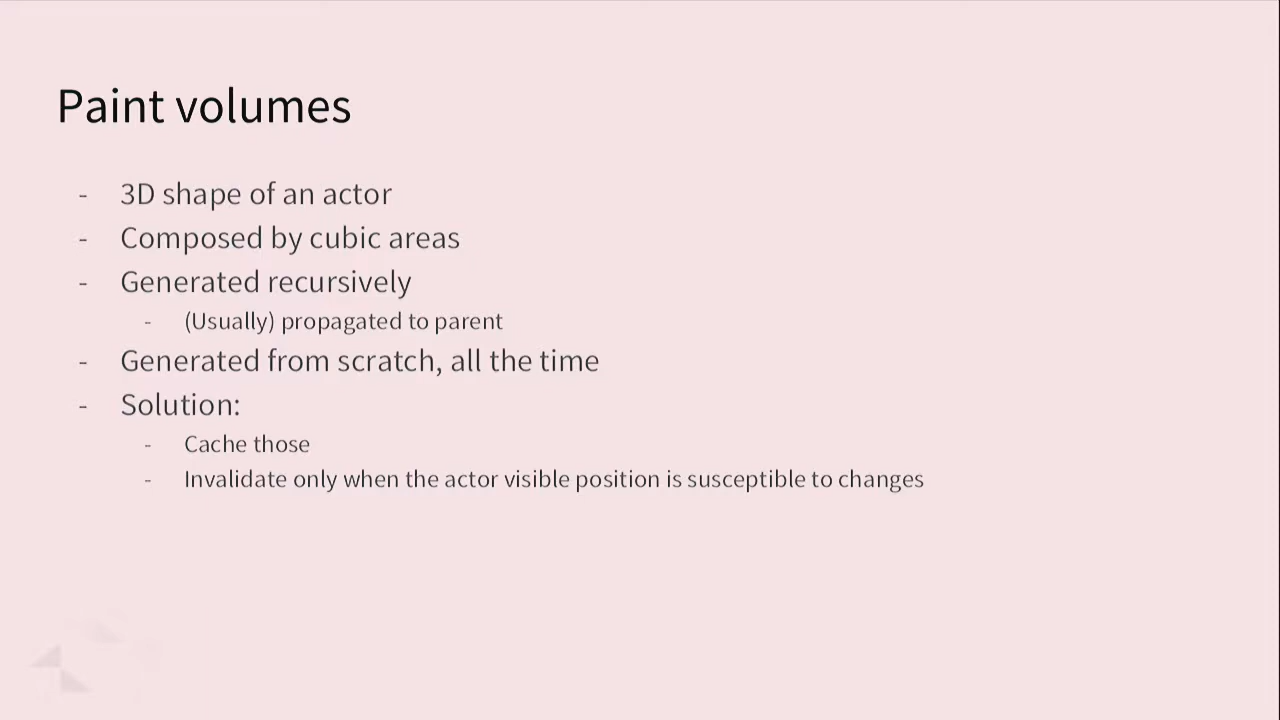 Paint volumes
- 3D shape of an actor
- Composed by cubic areas
- Generated recursively
- (Usually) propagated to parent
- Generated from scratch, all the time
- Solution:
- Cache those
- Invalidate only when the actor visible position is susceptible to changes